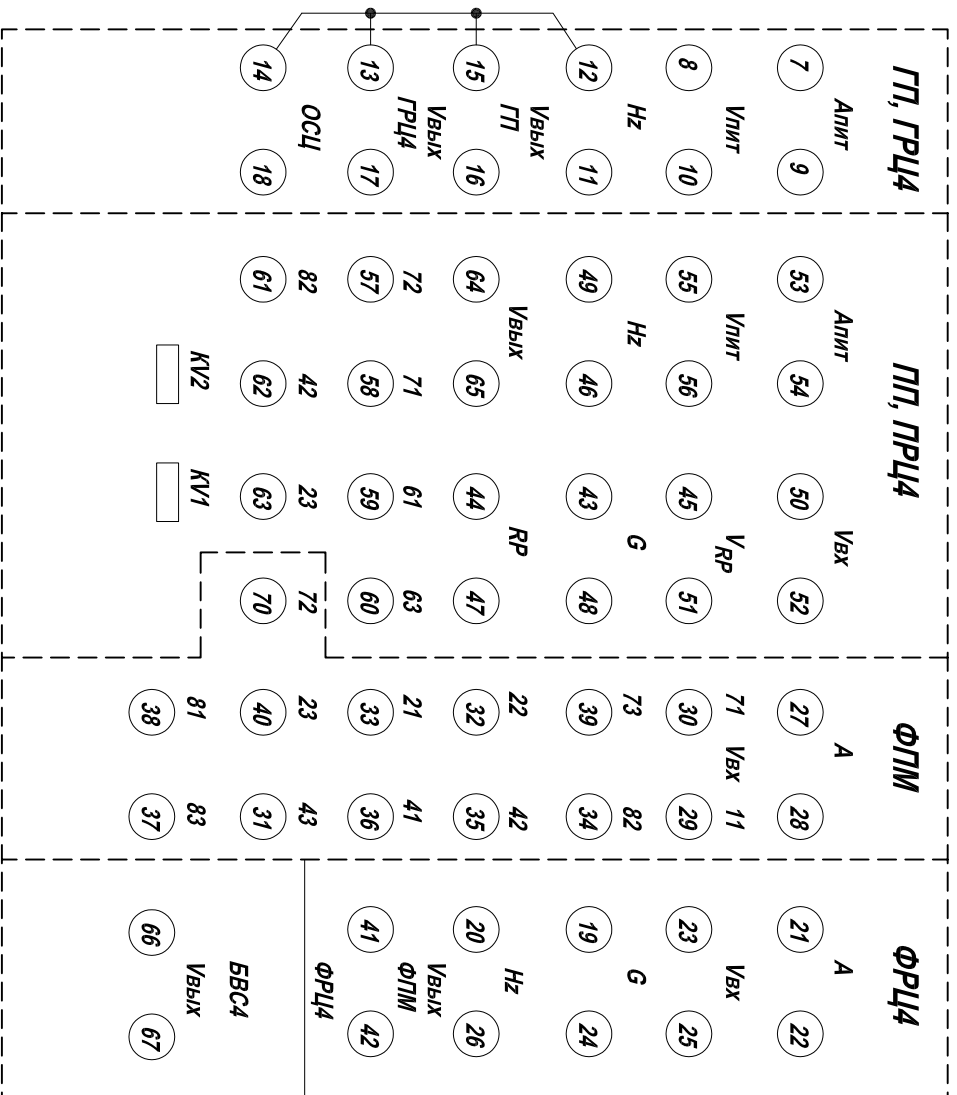 ГП, ГРЦ4
Aпит
7 9
Vпит
8 10
Hz
12 11
Vвых
ГП
15 16
Vвых
ГРЦ4
13 17
ОСЦ
14 18
ПП, ПРЦ4
Aпит Vвх
53 54 50 52
Vпит VRP
55 56 45 51
Hz G
49 46 43 48
Vвых RP
64 65 44 47
72 71 61 63
57 58 59 60
82 42 23 72
61 62 63 70
KV2 KV1
ФПМ
A
27 28
71 Vвх 11
30 29
73 82
39 34
22 42
32 35
21 41
33 36
23 43
40 31
81 83
38 37
ФРЦ4
A
21 22
Vвх
23 25
G
19 24
Hz
20 26
Vвых
ФПМ
41 42
ФРЦ4
БВС4
Vвых
66 67